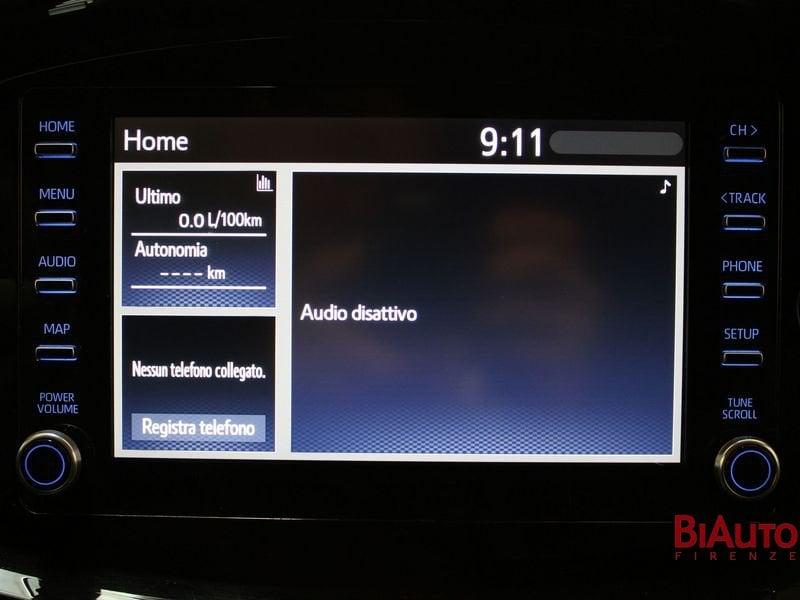 HOME
MENU
AUDIO
MAP
POWER
VOLUME
Home
9:11
Ultimo
0.0 L/100km
Autonomia
---- km
Nessun telefono collegato.
Registra telefono
Audio disattivo
CH >
< TRACK
PHONE
SETUP
TUNE
SCROLL
BIAUTO
FIRENZE